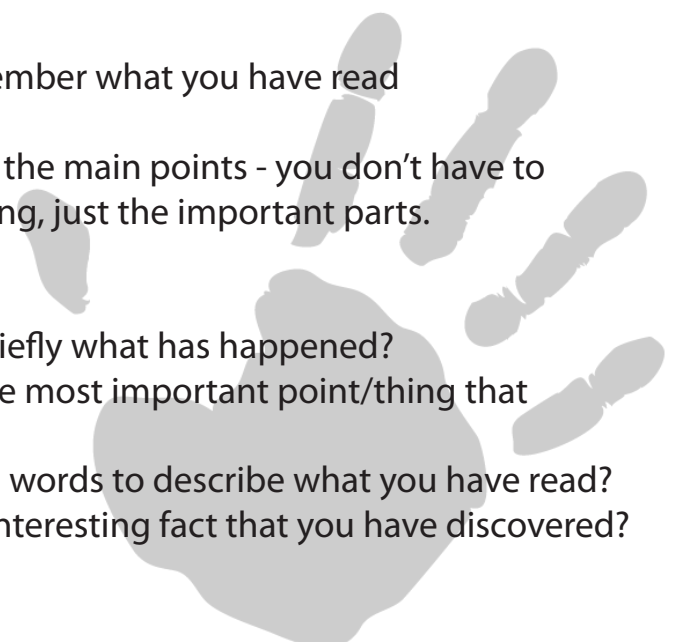 ember what you have read
the main points - you don’t have to
ng, just the important parts.
iefly what has happened?
e most important point/thing that
words to describe what you have read?
nteresting fact that you have discovered?